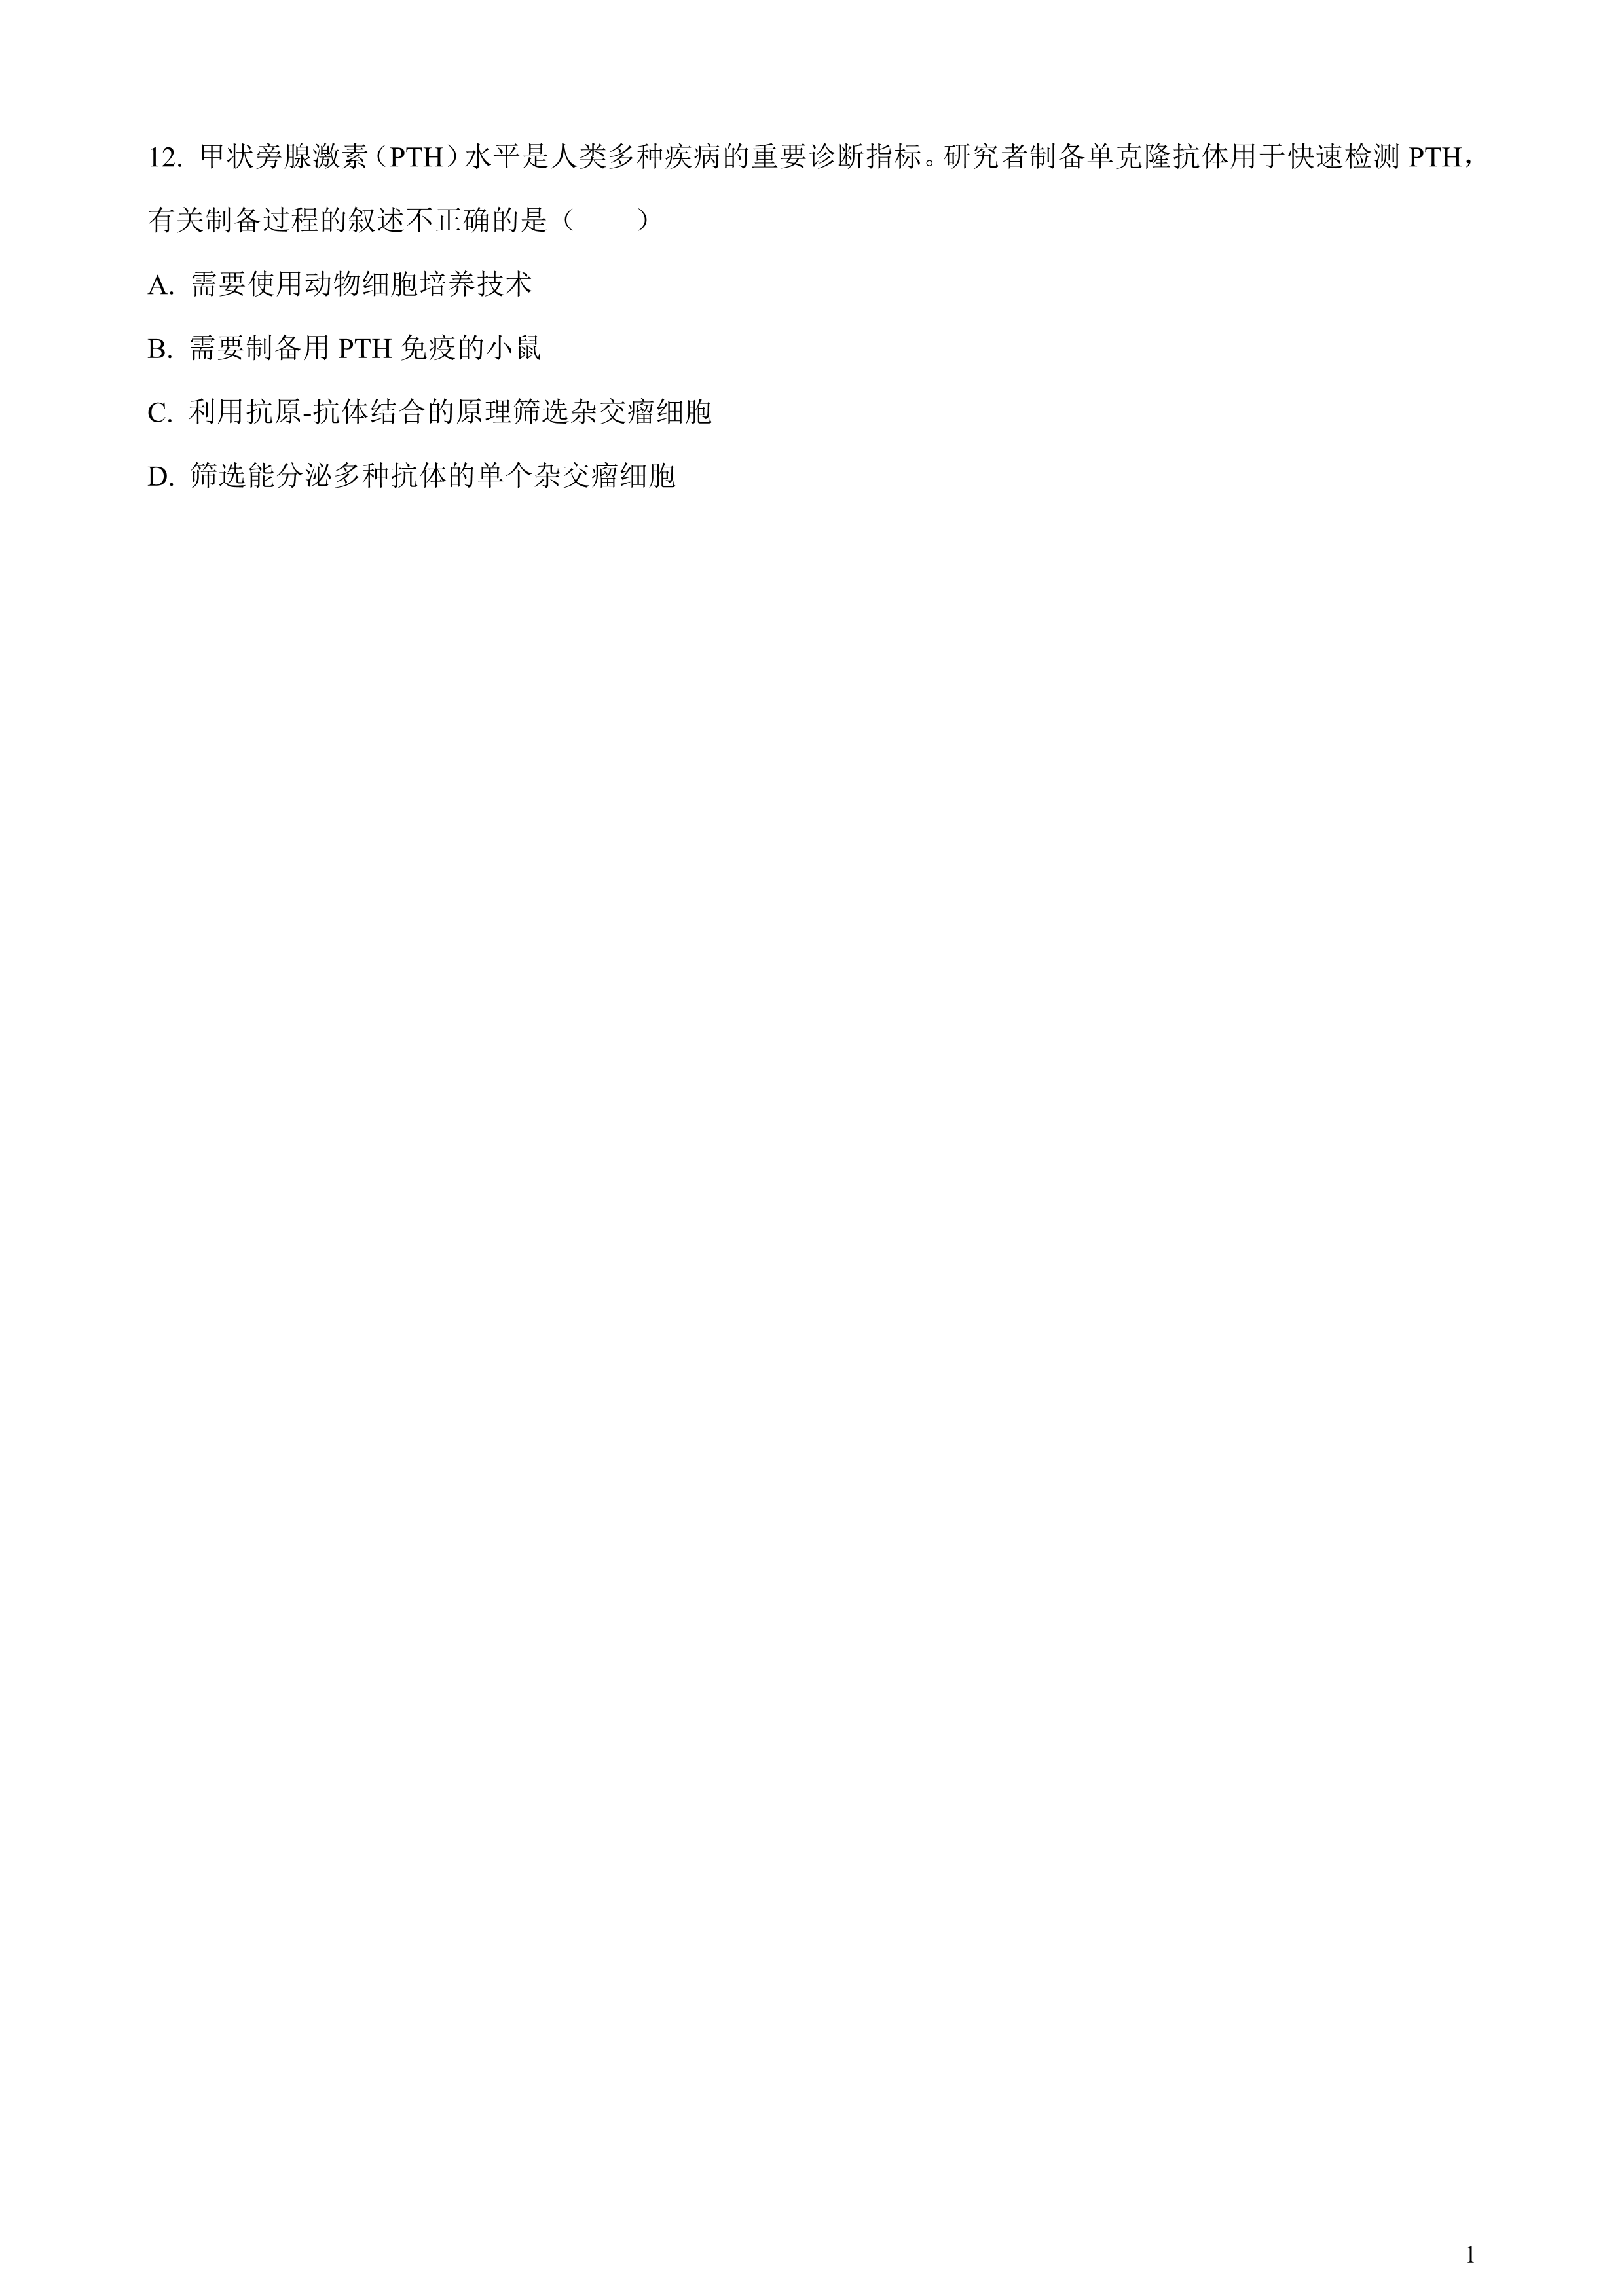 12. 甲状旁腺激素（PTH）水平是人类多种疾病的重要诊断指标。研究者制备单克隆抗体用于快速检测 PTH，
有关制备过程的叙述不正确的是（　　）
A. 需要使用动物细胞培养技术
B. 需要制备用 PTH 免疫的小鼠
C. 利用抗原-抗体结合的原理筛选杂交瘤细胞
D. 筛选能分泌多种抗体的单个杂交瘤细胞
1